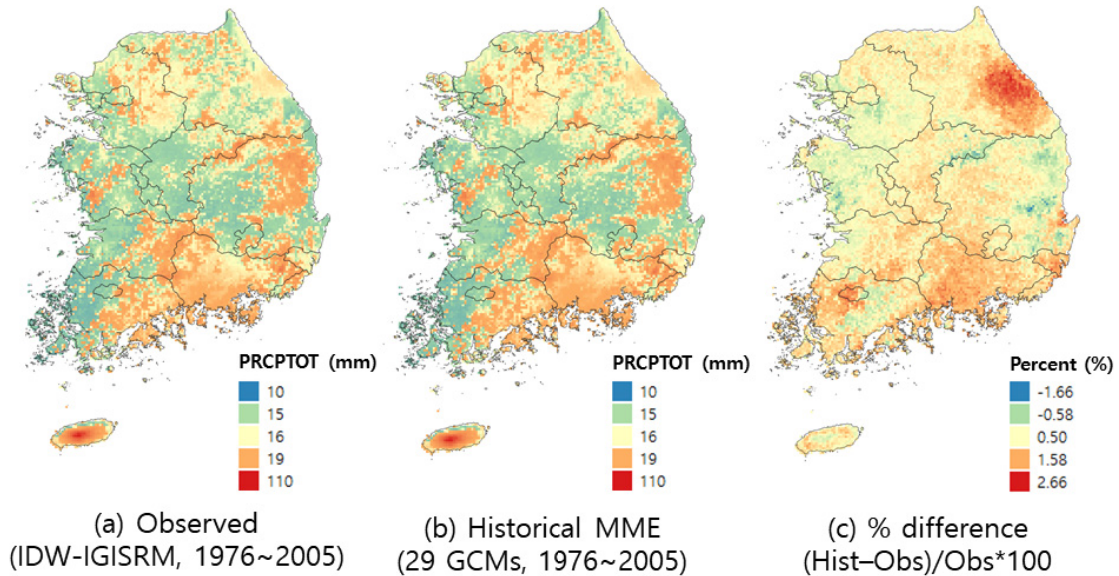 PRCPTOT (mm)
10
15
16
19
110
PRCPTOT (mm)
10
15
16
19
110
Percent (%)
-1.66
-0.58
0.50
1.58
2.66
(a) Observed
(IDW-IGISRM, 1976~2005)
(b) Historical MME
(29 GCMs, 1976~2005)
(c) % difference
(Hist–Obs)/Obs*100